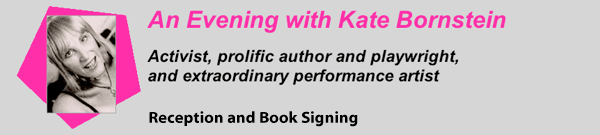 An Evening with Kate Bornstein
Activist, prolific author and playwright,
and extraordinary performance artist
Reception and Book Signing